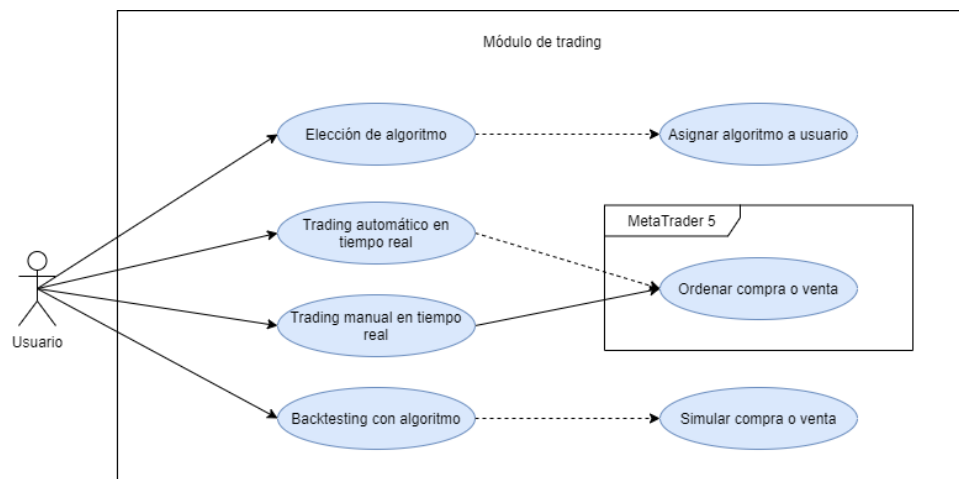 Módulo de trading
Elección de algoritmo
Asignar algoritmo a usuario
Trading automático en
tiempo real
MetaTrader 5
Ordenar compra o venta
Trading manual en tiempo
real
Usuario
Backtesting con algoritmo
Simular compra o venta